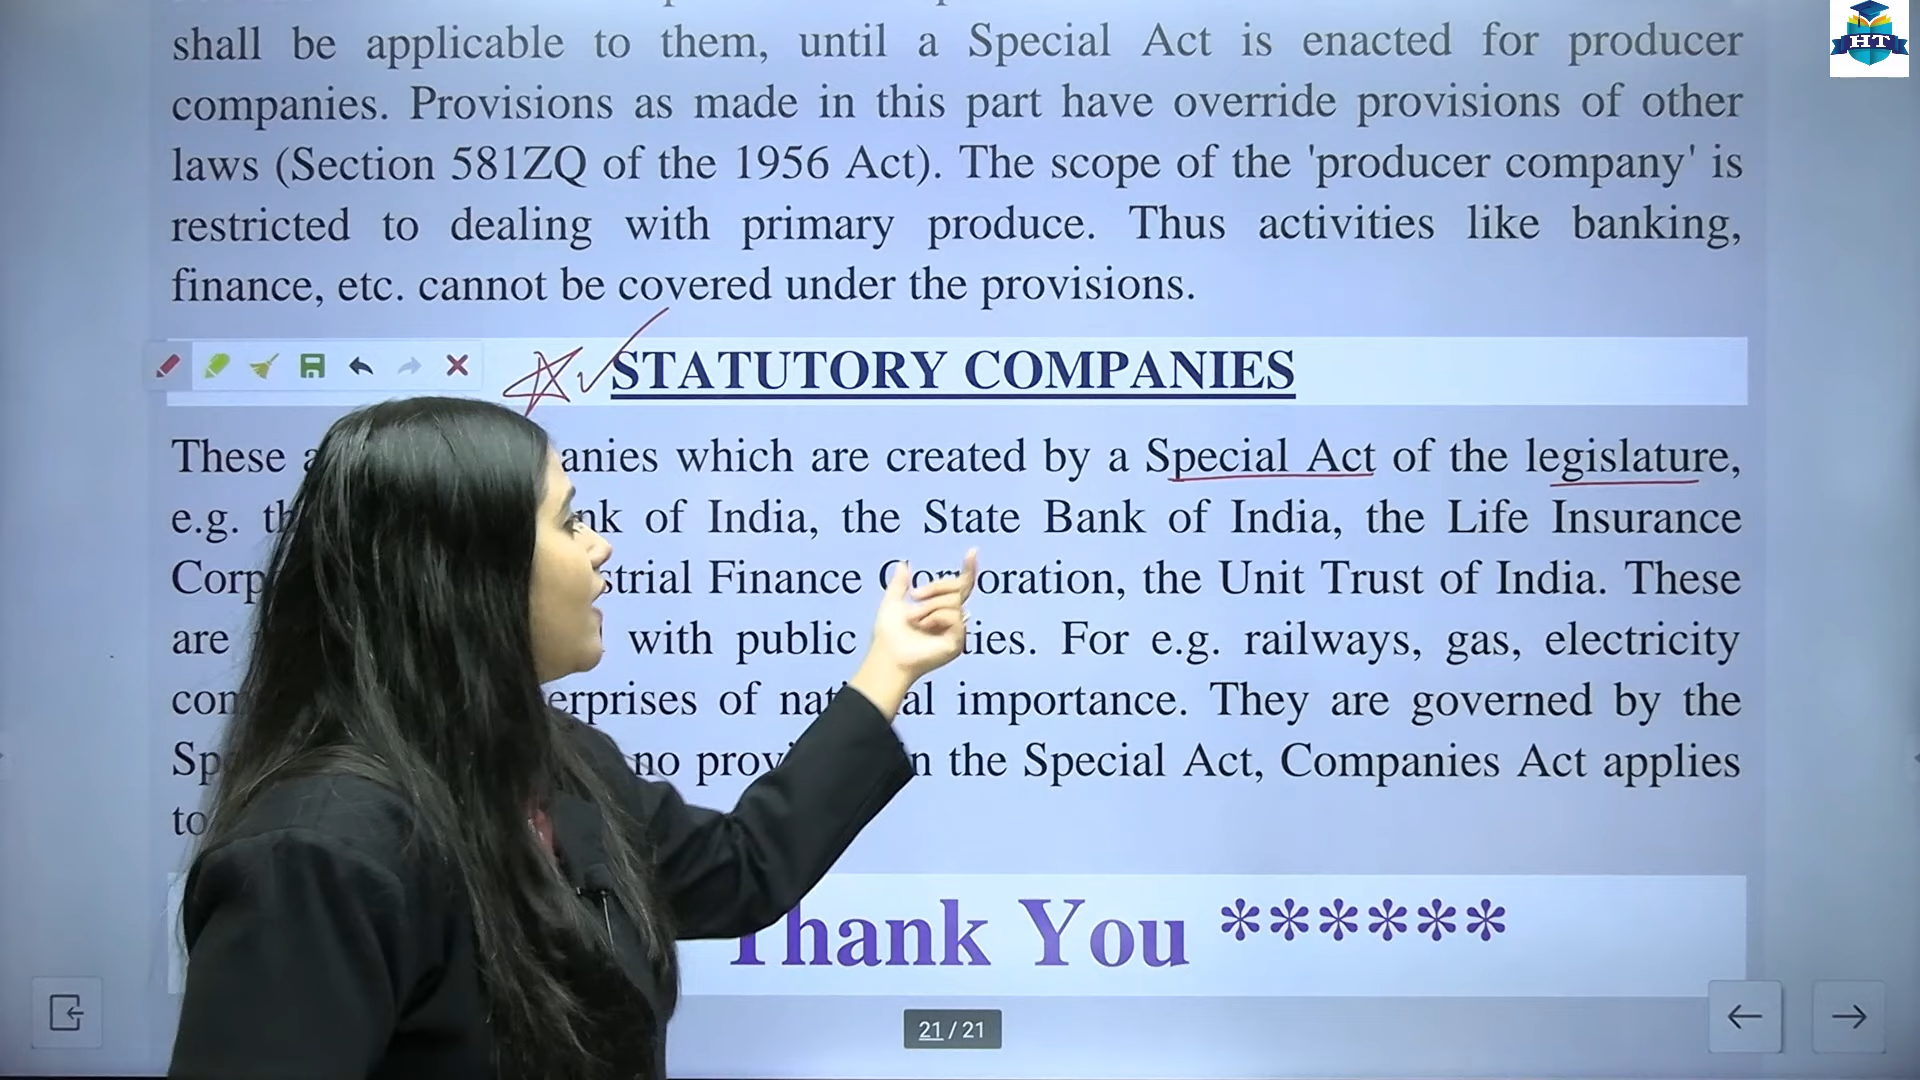 shall be applicable to them, until a Special Act is enacted for producer
companies. Provisions as made in this part have override provisions of other
laws (Section 581ZQ of the 1956 Act). The scope of the 'producer company' is
restricted to dealing with primary produce. Thus activities like banking,
finance, etc. cannot be covered under the provisions.
STATUTORY COMPANIES
These anies which are created by a Special Act of the legislature,
e.g. nk of India, the State Bank of India, the Life Insurance
Corp strial Finance Corporation, the Unit Trust of India. These
are with public ties. For e.g. railways, gas, electricity
com erprises of national importance. They are governed by the
Sp no provi n the Special Act, Companies Act applies
to
Thank You ******
21 / 21
HT